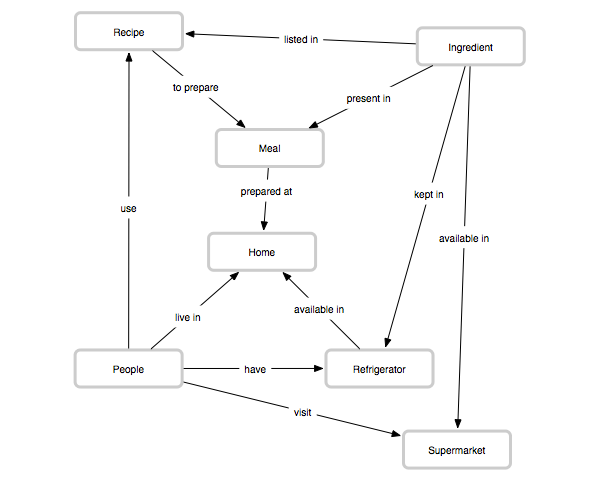 Recipe
listed in
Ingredient
to prepare
present in
Meal
prepared at
kept in
use
available in
Home
live in
available in
People
have
Refrigerator
visit
Supermarket